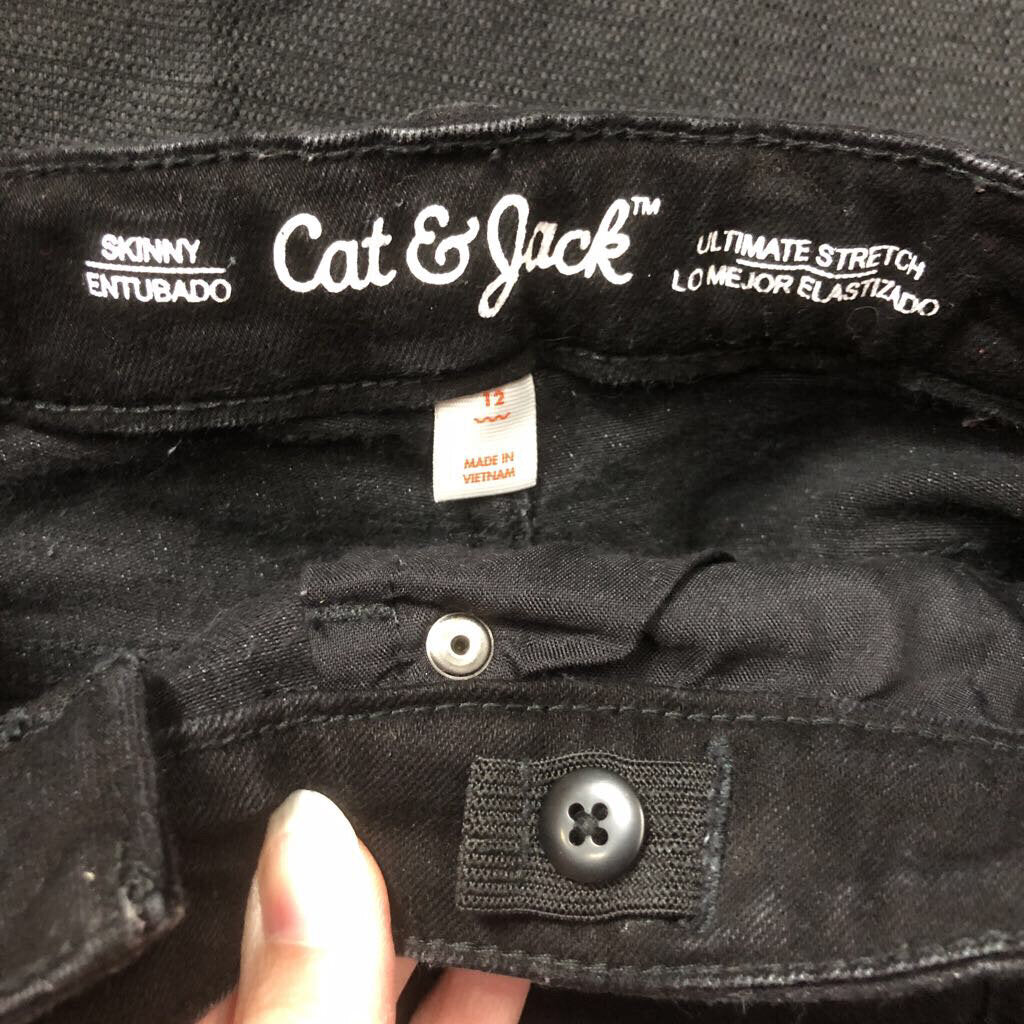 SKINNY
ENTUBADO
Cat & Jack™
ULTIMATE STRETCH
LO MEJOR ELASTIZADO
12
MADE IN
VIETNAM